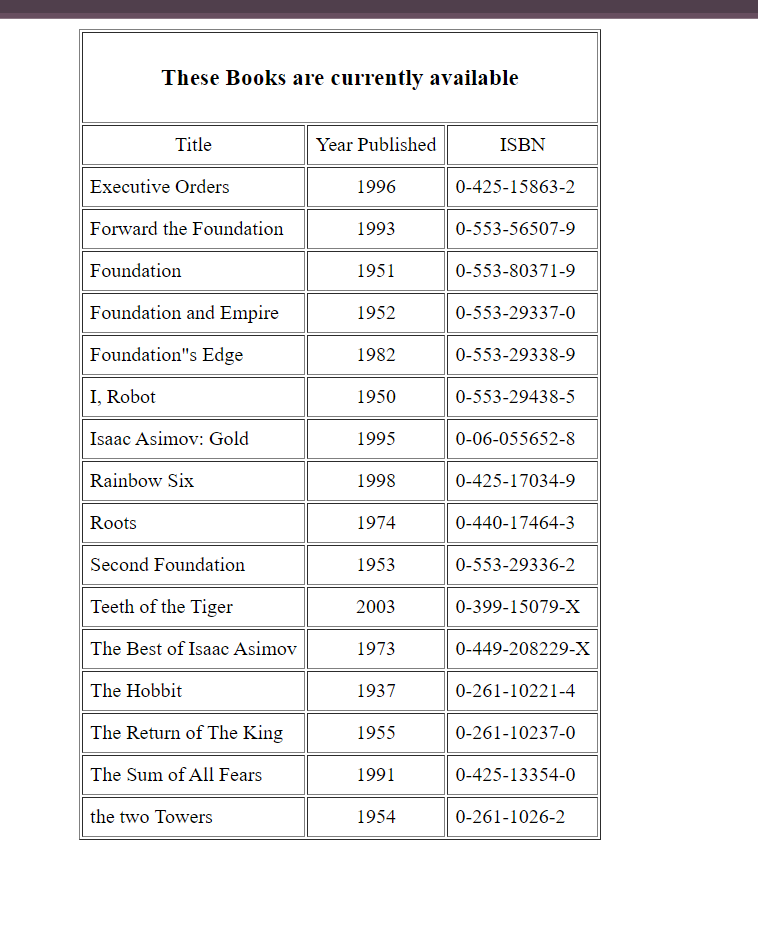 These Books are currently available
Title Year Published ISBN
Executive Orders 1996 0-425-15863-2
Forward the Foundation 1993 0-553-56507-9
Foundation 1951 0-553-80371-9
Foundation and Empire 1952 0-553-29337-0
Foundation"s Edge 1982 0-553-29338-9
I, Robot 1950 0-553-29438-5
Isaac Asimov: Gold 1995 0-06-055652-8
Rainbow Six 1998 0-425-17034-9
Roots 1974 0-440-17464-3
Second Foundation 1953 0-553-29336-2
Teeth of the Tiger 2003 0-399-15079-X
The Best of Isaac Asimov 1973 0-449-208229-X
The Hobbit 1937 0-261-10221-4
The Return of The King 1955 0-261-10237-0
The Sum of All Fears 1991 0-425-13354-0
the two Towers 1954 0-261-1026-2